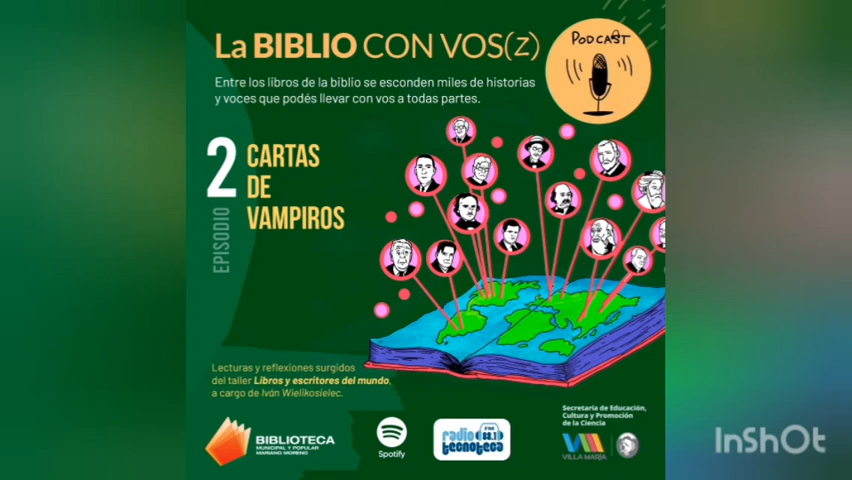 La BIBLIO CON VOS(Z)
PODCAST
Entre los libros de la biblio se esconden miles de historias
y voces que podés llevar con vos a todas partes.
EPISODIO
2
CARTAS
DE
VAMPIROS
Lecturas y reflexiones surgidos
del taller Libros y escritores del mundo,
a cargo de Iván Wielikosielec.
BIBLIOTECA
MUNICIPAL Y POPULAR
MARIANO MORENO
Spotify
radio
FM 88.1
tecnoteca
Secretaría de Educación,
Cultura y Promoción
de la Ciencia
VILLA MARÍA
InShOt